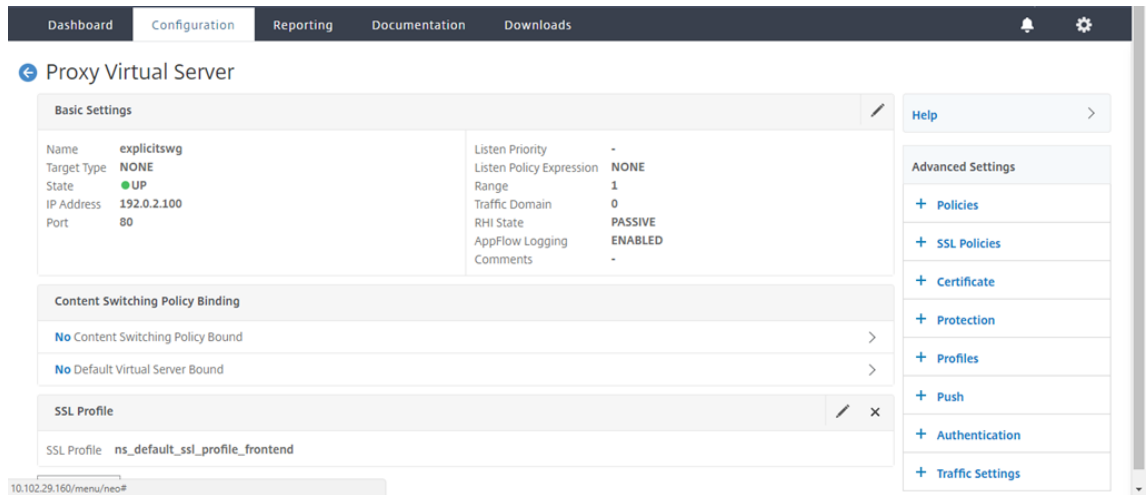 Dashboard Configuration Reporting Documentation Downloads
Proxy Virtual Server
Basic Settings
Name explicitswg
Target Type NONE
State UP
IP Address 192.0.2.100
Port 80
Listen Priority -
Listen Policy Expression NONE
Range 1
Traffic Domain 0
RHI State PASSIVE
AppFlow Logging ENABLED
Comments -
Content Switching Policy Binding
No Content Switching Policy Bound
No Default Virtual Server Bound
SSL Profile
SSL Profile ns_default_ssl_profile_frontend
10.102.29.160/menu/neo#
Help
Advanced Settings
+ Policies
+ SSL Policies
+ Certificate
+ Protection
+ Profiles
+ Push
+ Authentication
+ Traffic Settings